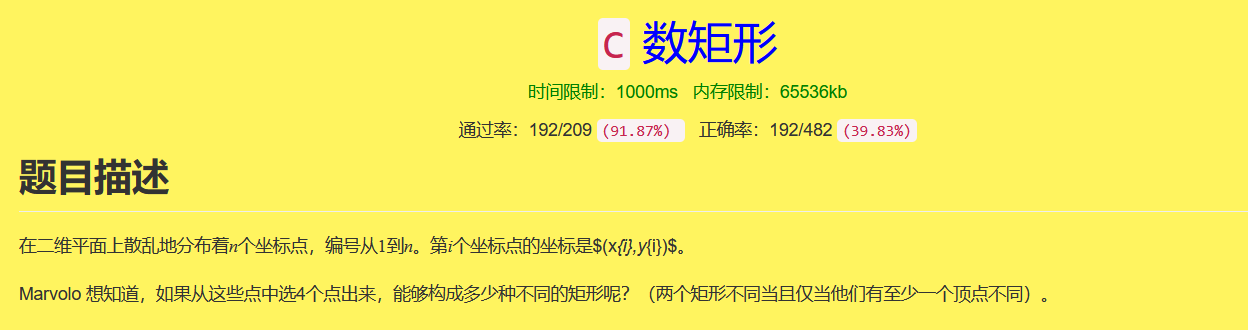 C 数矩形
时间限制：1000ms 内存限制：65536kb
通过率：192/209 (91.87%) 正确率：192/482 (39.83%)
题目描述
在二维平面上散乱地分布着n个坐标点，编号从1到n。第i个坐标点的坐标是$(x{i},y{i})$。
Marvolo 想知道，如果从这些点中选4个点出来，能够构成多少种不同的矩形呢？（两个矩形不同当且仅当他们有至少一个顶点不同）。